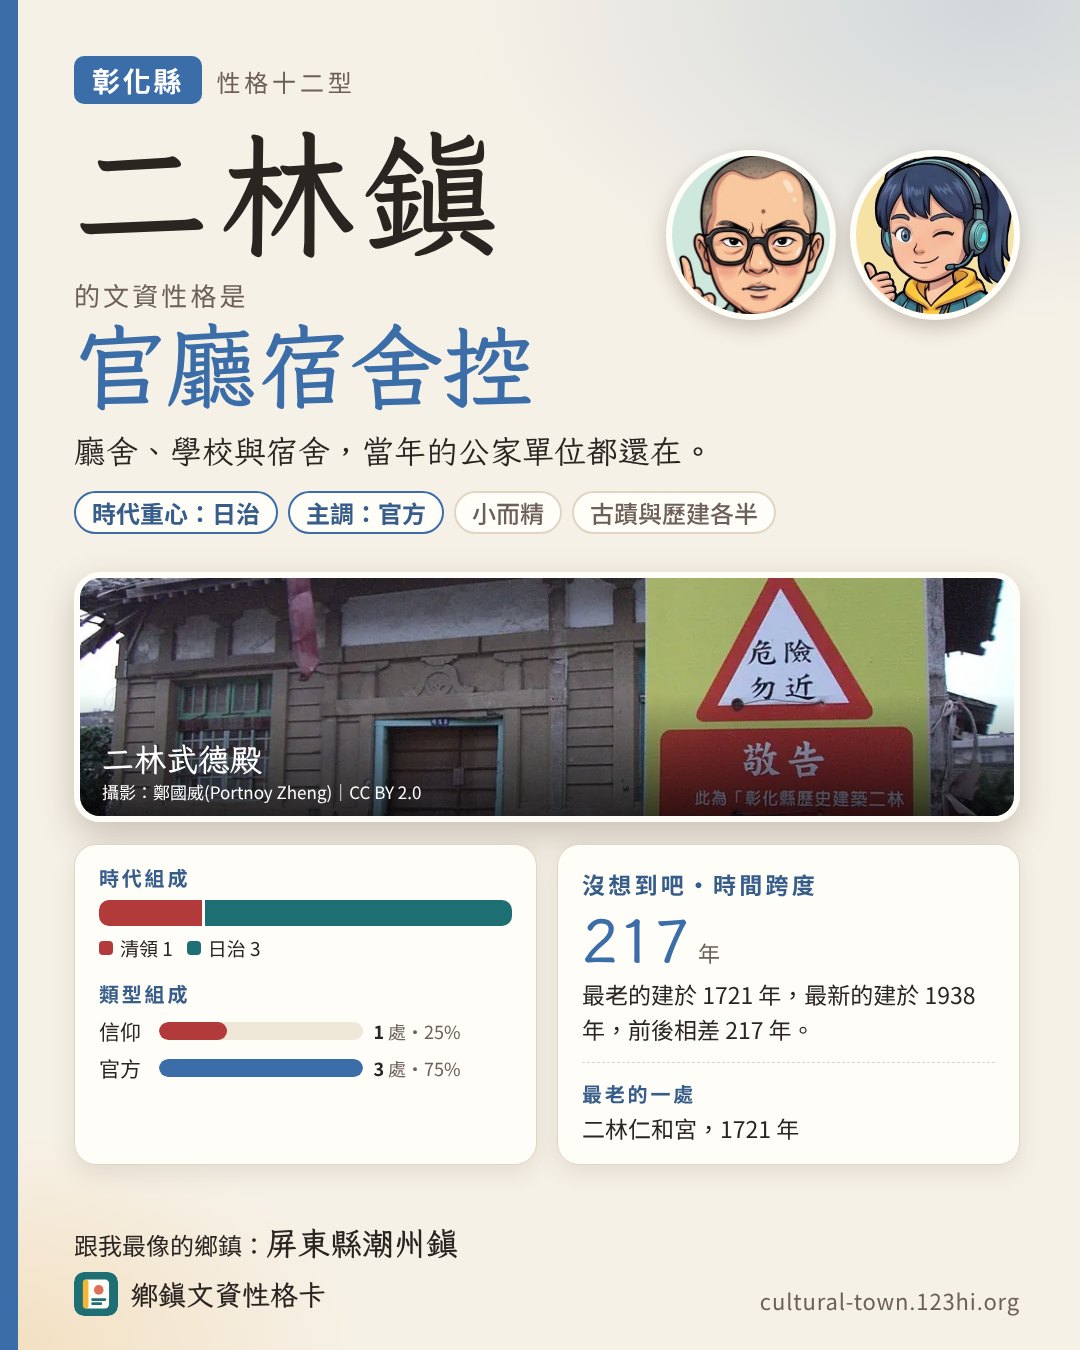 彰化縣 性格十二型
二林鎮
的文資性格是
官廳宿舍控
廳舍、學校與宿舍，當年的公家單位都還在。
時代重心：日治 主調：官方 小而精 古蹟與歷建各半
危險
勿近
敬告
此為「彰化縣歷史建築二林
二林武德殿
攝影：鄭國威(Portnoy Zheng)｜CC BY 2.0
時代組成
清領 1 日治 3
類型組成
信仰 1 處・25%
官方 3 處・75%
沒想到吧・時間跨度
217 年
最老的建於 1721 年，最新的建於 1938
年，前後相差 217 年。
最老的一處
二林仁和宮，1721 年
跟我最像的鄉鎮：屏東縣潮州鎮
鄉鎮文資性格卡
cultural-town.123hi.org